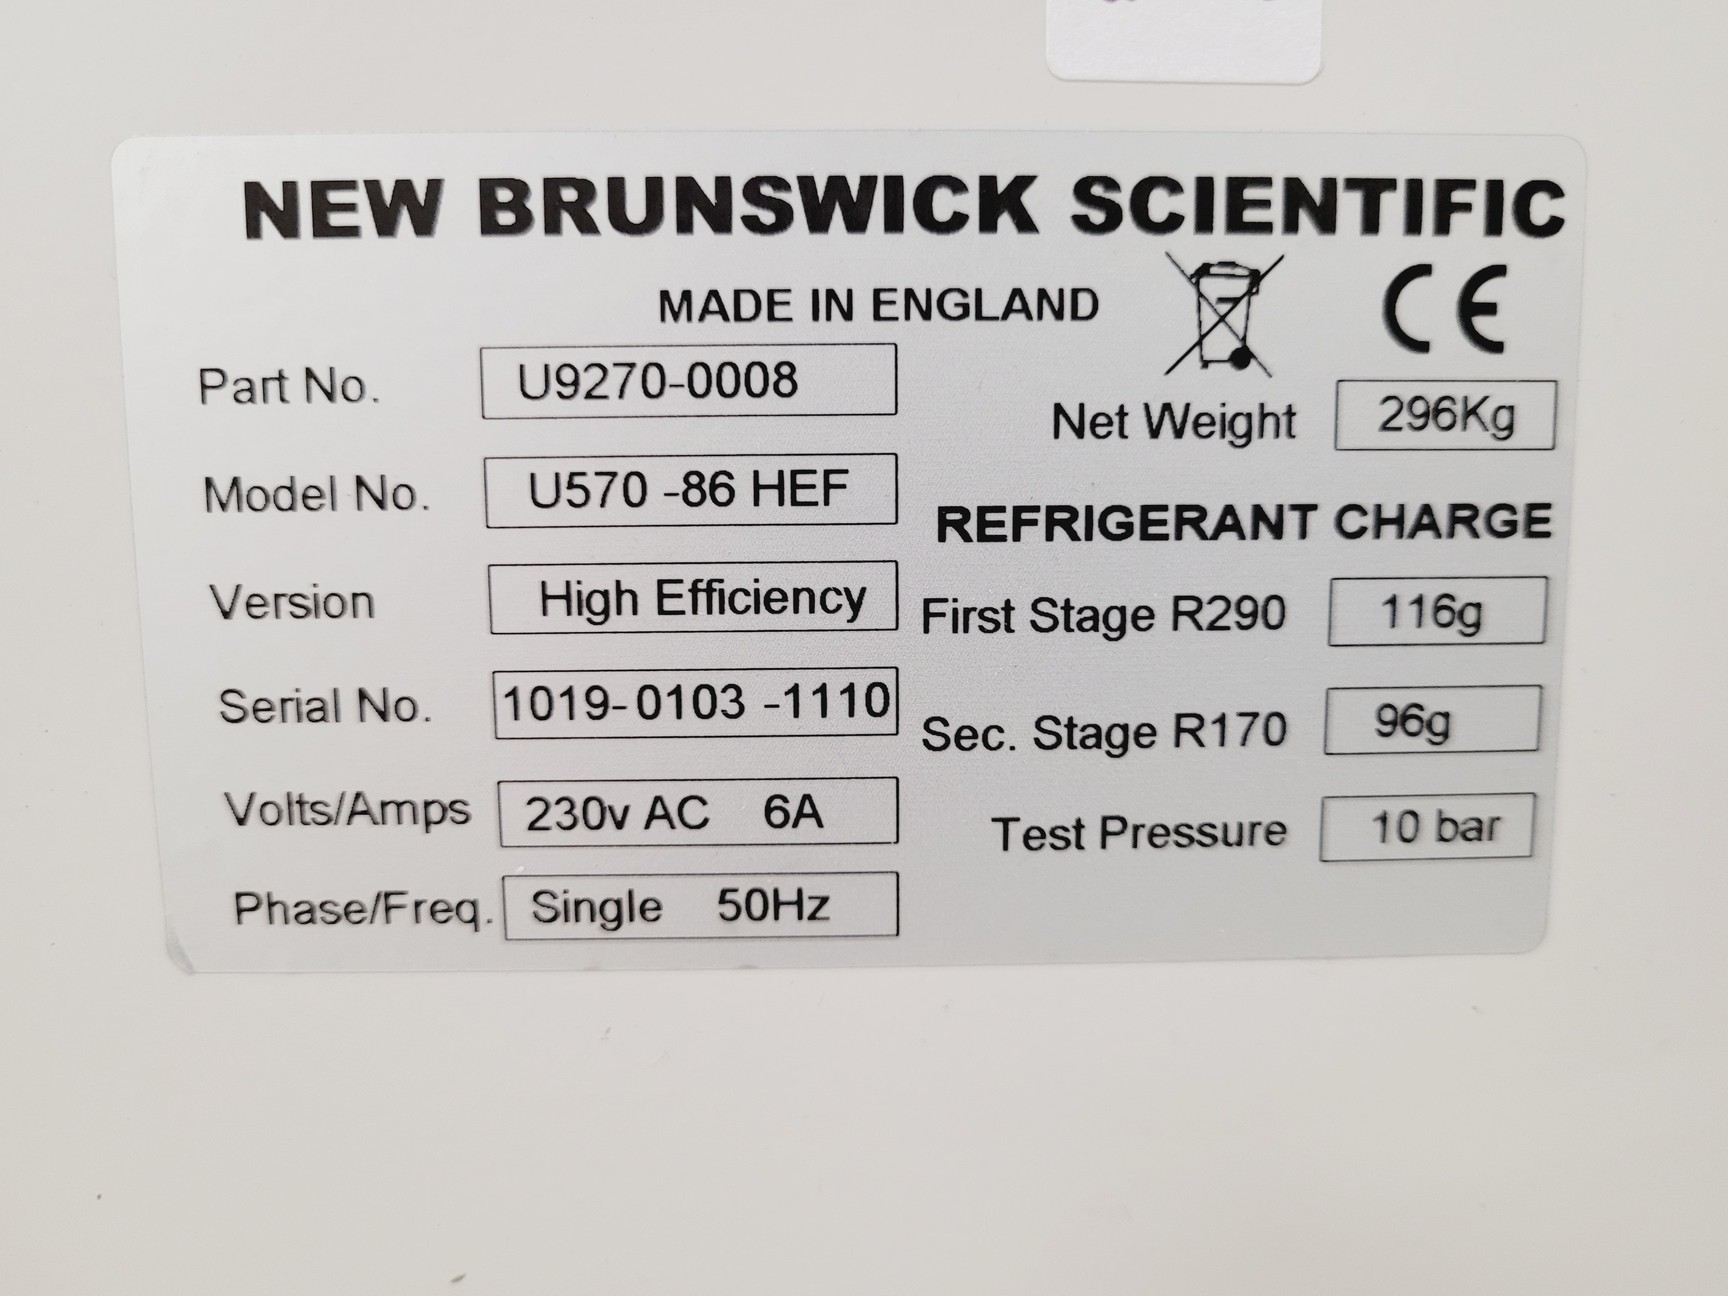 NEW BRUNSWICK SCIENTIFIC
MADE IN ENGLAND
CE
Part No. U9270-0008
Net Weight 296Kg
Model No. U570 -86 HEF
REFRIGERANT CHARGE
Version High Efficiency
First Stage R290 116g
Serial No. 1019-0103 -1110
Sec. Stage R170 96g
Volts/Amps 230v AC 6A
Test Pressure 10 bar
Phase/Freq. Single 50Hz